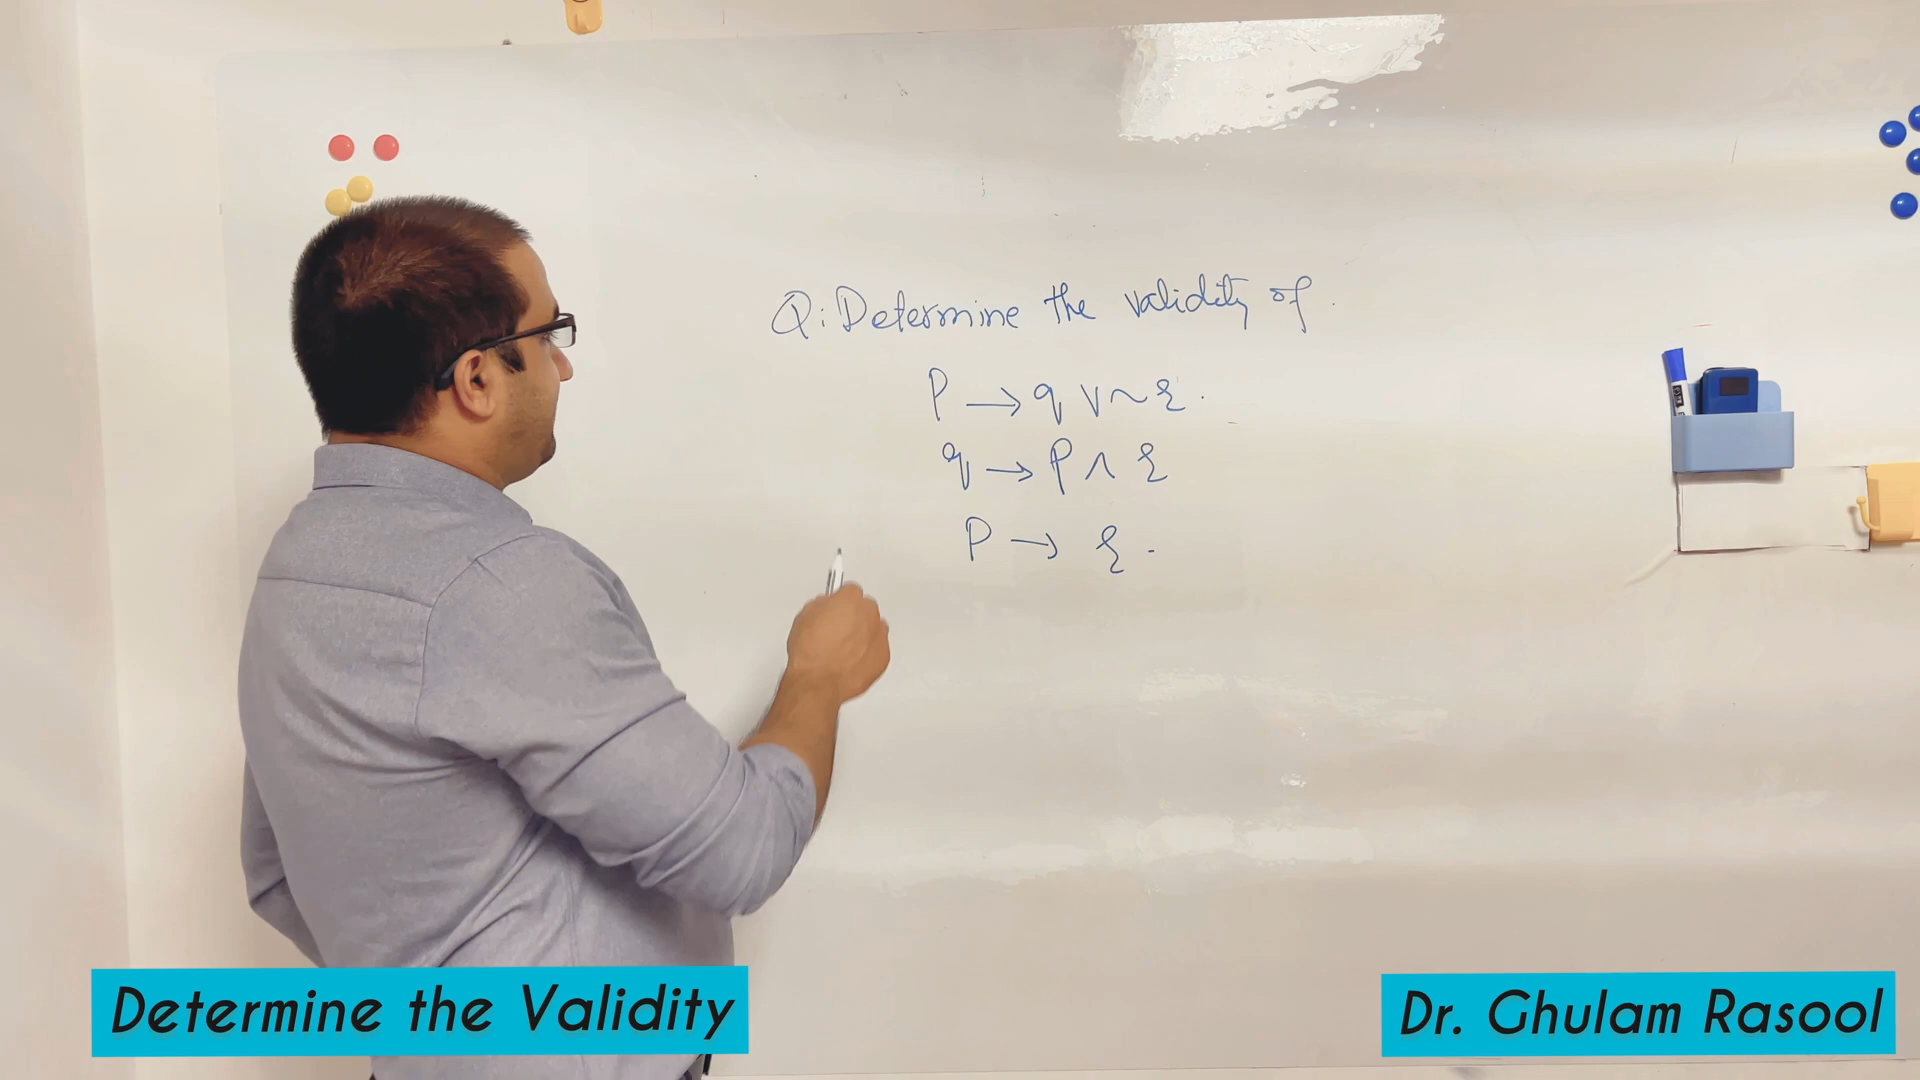 Q: Determine the validity of.
P → q ∨ ~ r.
q → P ∧ r
P → r.
Determine the Validity
Dr. Ghulam Rasool